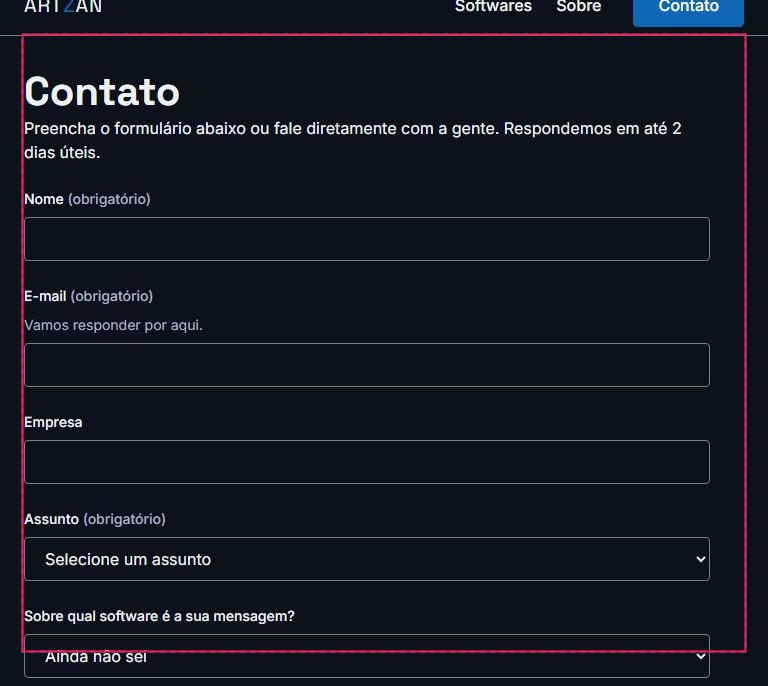 ARTZAN
Softwares Sobre Contato
Contato
Preencha o formulário abaixo ou fale diretamente com a gente. Respondemos em até 2
dias úteis.
Nome (obrigatório)
E-mail (obrigatório)
Vamos responder por aqui.
Empresa
Assunto (obrigatório)
Selecione um assunto
Sobre qual software é a sua mensagem?
Ainda não sei